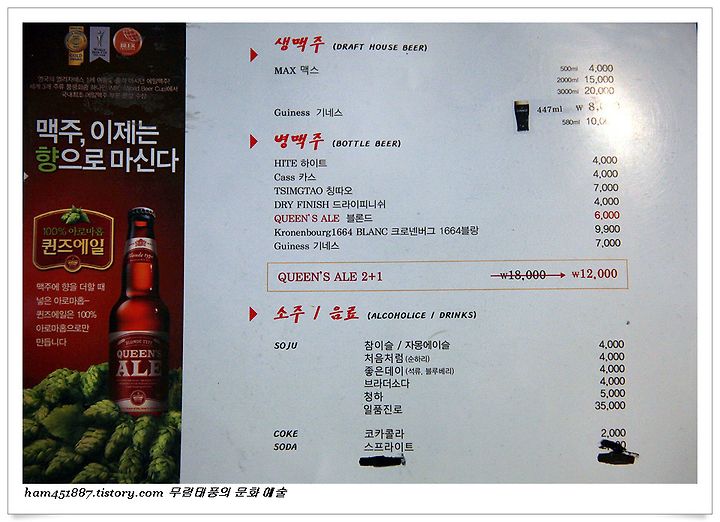 맥주, 이제는
향으로 마신다
100% 아로마홉
퀸즈에일
맥주에 향을 더할 때
넣은 아로마홉~
퀸즈에일은 100%
아로마홉으로만
만듭니다
Blonde type
BLONDE TYPE
QUEEN'S
ALE
생맥주 (DRAFT HOUSE BEER)
MAX 맥스 500ml 4,000
2000ml 15,000
3000ml 20,000
Guiness 기네스 447ml ₩
580ml
병맥주 (BOTTLE BEER)
HITE 하이트 4,000
Cass 카스 4,000
TSIMGTAO 칭따오 7,000
DRY FINISH 드라이피니쉬 4,000
QUEEN'S ALE 블론드 6,000
Kronenbourg1664 BLANC 크로넨버그 1664블랑 9,900
Guiness 기네스 7,000
QUEEN'S ALE 2+1 ₩18,000 → ₩12,000
소주 / 음료 (ALCOHOLICE / DRINKS)
SOJU 참이슬 / 자몽에이슬 4,000
처음처럼 (순하리) 4,000
좋은데이 (석류, 블루베리) 4,000
브라더소다 4,000
청하 5,000
일품진로 35,000
COKE 코카콜라 2,000
SODA 스프라이트
ham451887.tistory.com 무렴태풍의 문화 예술